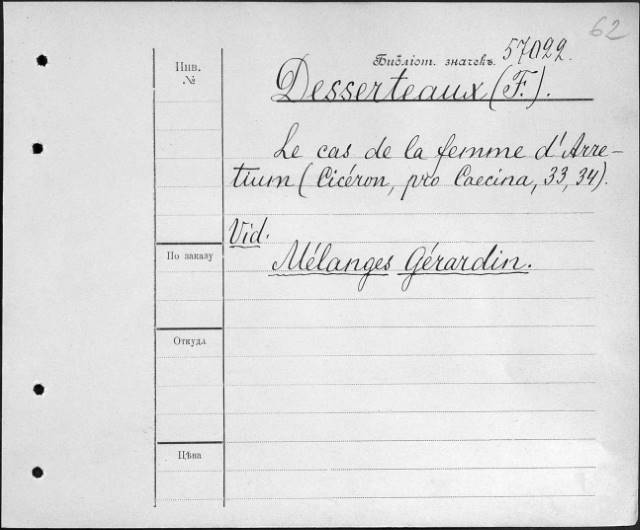 62
Инв.
№
Библіот. значекъ. 57022.
Desserteaux (F.).
Le cas de la femme d'Arre-
tium (Cicéron, pro Caecina, 33, 34).
Vid.
Mélanges Gérardin.
По заказу
Откуда
Цѣна